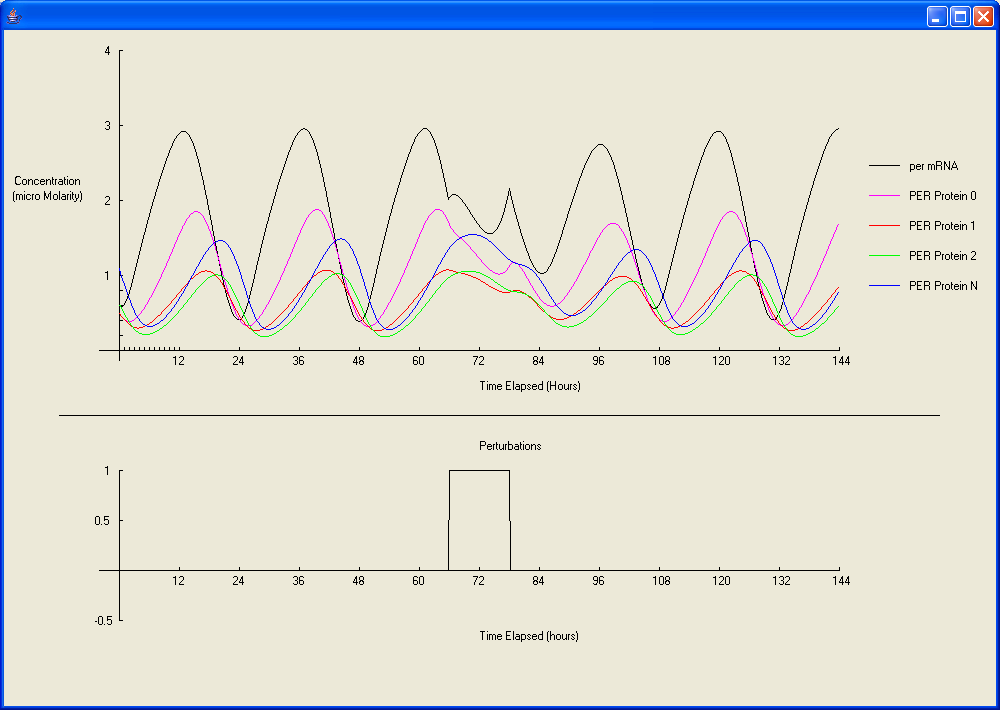 4
3
Concentration
(micro Molarity)
2
1
12 24 36 48 60 72 84 96 108 120 132 144
Time Elapsed (Hours)
per mRNA
PER Protein 0
PER Protein 1
PER Protein 2
PER Protein N
Perturbations
1
0.5
12 24 36 48 60 72 84 96 108 120 132 144
-0.5
Time Elapsed (hours)